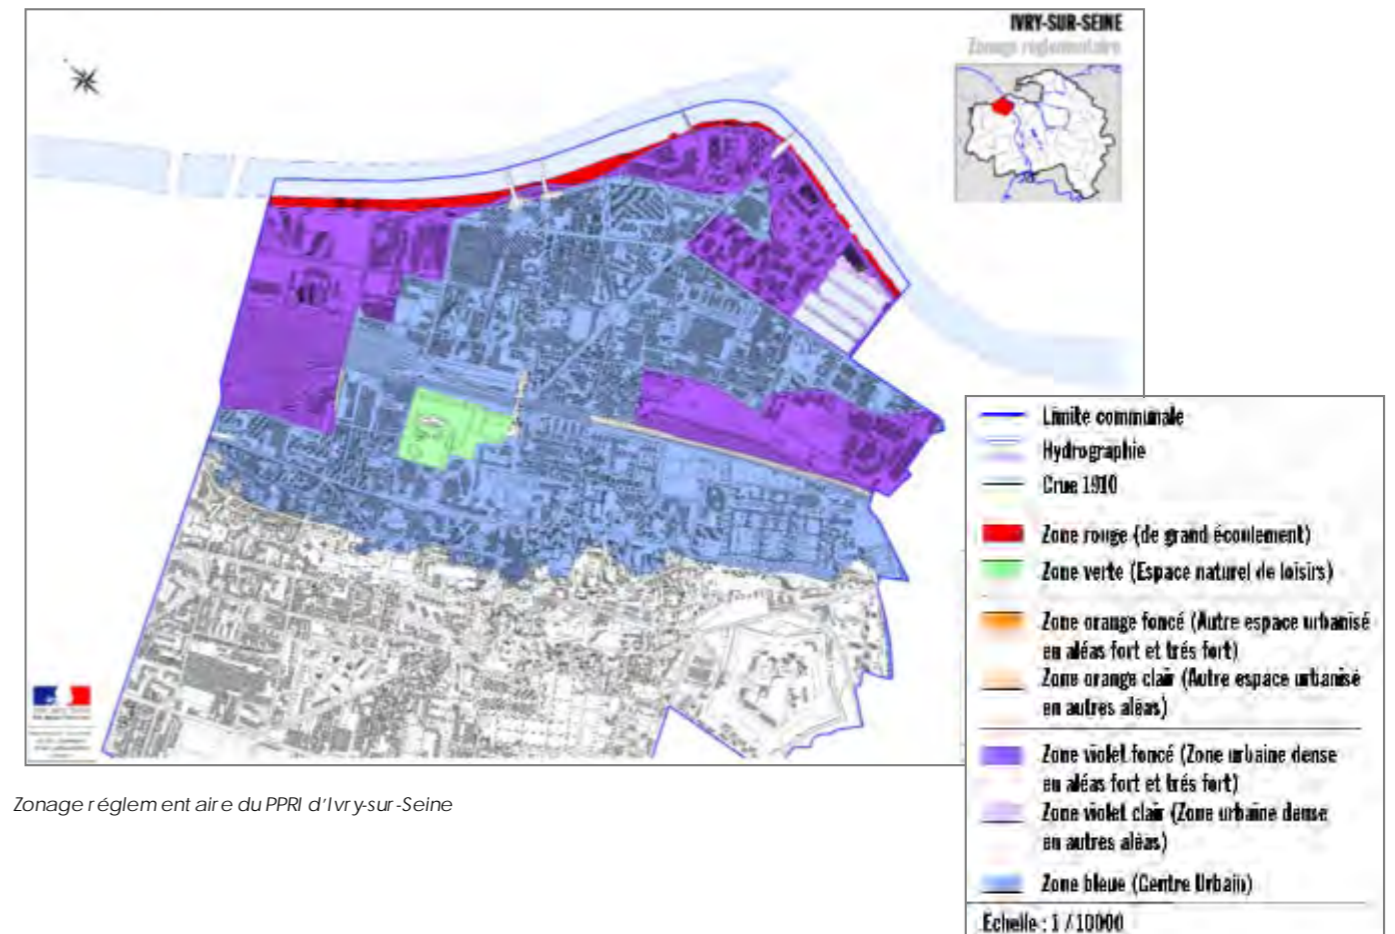 IVRY-SUR-SEINE
Zonage réglementaire
Limite communale
Hydrographie
Crue 1910
Zone rouge (de grand écoulement)
Zone verte (Espace naturel de loisirs)
Zone orange foncé (Autre espace urbanisé
en aléas fort et trés fort)
Zone orange clair (Autre espace urbanisé
en autres aléas)
Zone violet foncé (Zone urbaine dense
en aléas fort et trés fort)
Zone violet clair (Zone urbaine dense
en autres aléas)
Zone bleue (Centre Urbain)
Echelle : 1 / 10000
Zonage réglementaire du PPRI d'Ivry-sur-Seine